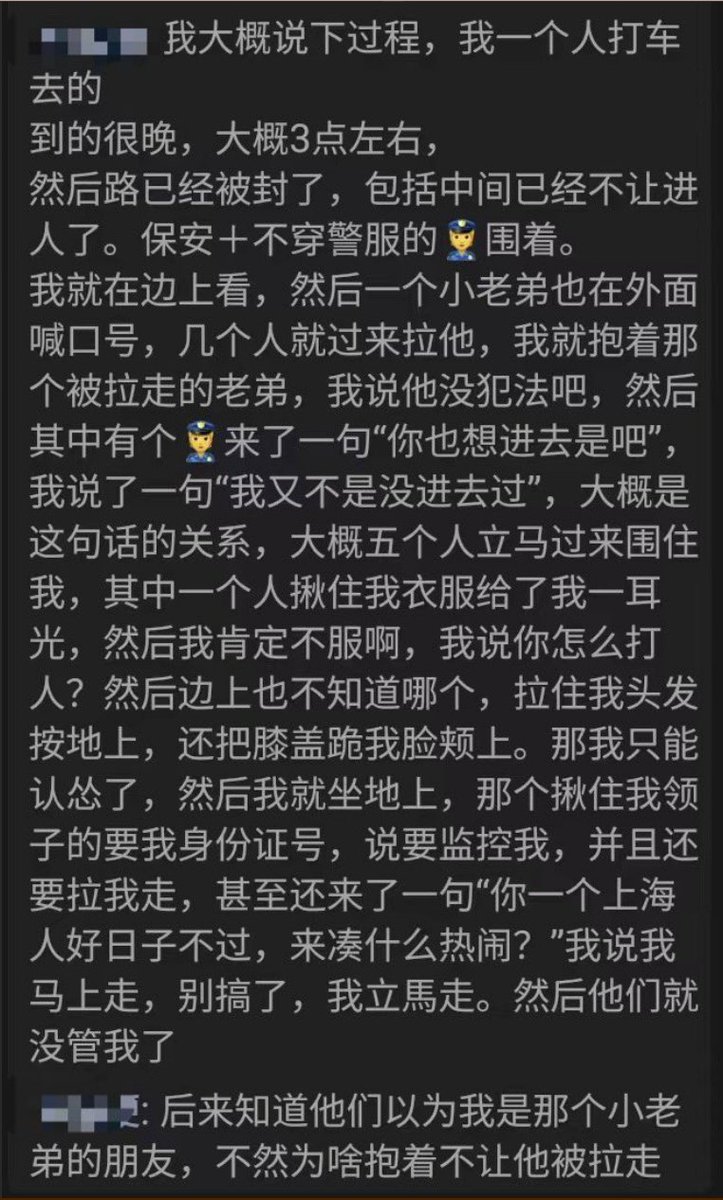 我大概说下过程，我一个人打车
去的
到的很晚，大概3点左右，
然后路已经被封了，包括中间已经不让进
人了。保安＋不穿警服的👮围着。
我就在边上看，然后一个小老弟也在外面
喊口号，几个人就过来拉他，我就抱着那
个被拉走的老弟，我说他没犯法吧，然后
其中有个👮来了一句“你也想进去是吧”，
我说了一句“我又不是没进去过”，大概是
这句话的关系，大概五个人立马过来围住
我，其中一个人揪住我衣服给了我一耳
光，然后我肯定不服啊，我说你怎么打
人？然后边上也不知道哪个，拉住我头发
按地上，还把膝盖跪我脸颊上。那我只能
认怂了，然后我就坐地上，那个揪住我领
子的要我身份证号，说要监控我，并且还
要拉我走，甚至还来了一句“你一个上海
人好日子不过，来凑什么热闹？”我说我
马上走，别搞了，我立馬走。然后他们就
没管我了
: 后来知道他们以为我是那个小老
弟的朋友，不然为啥抱着不让他被拉走